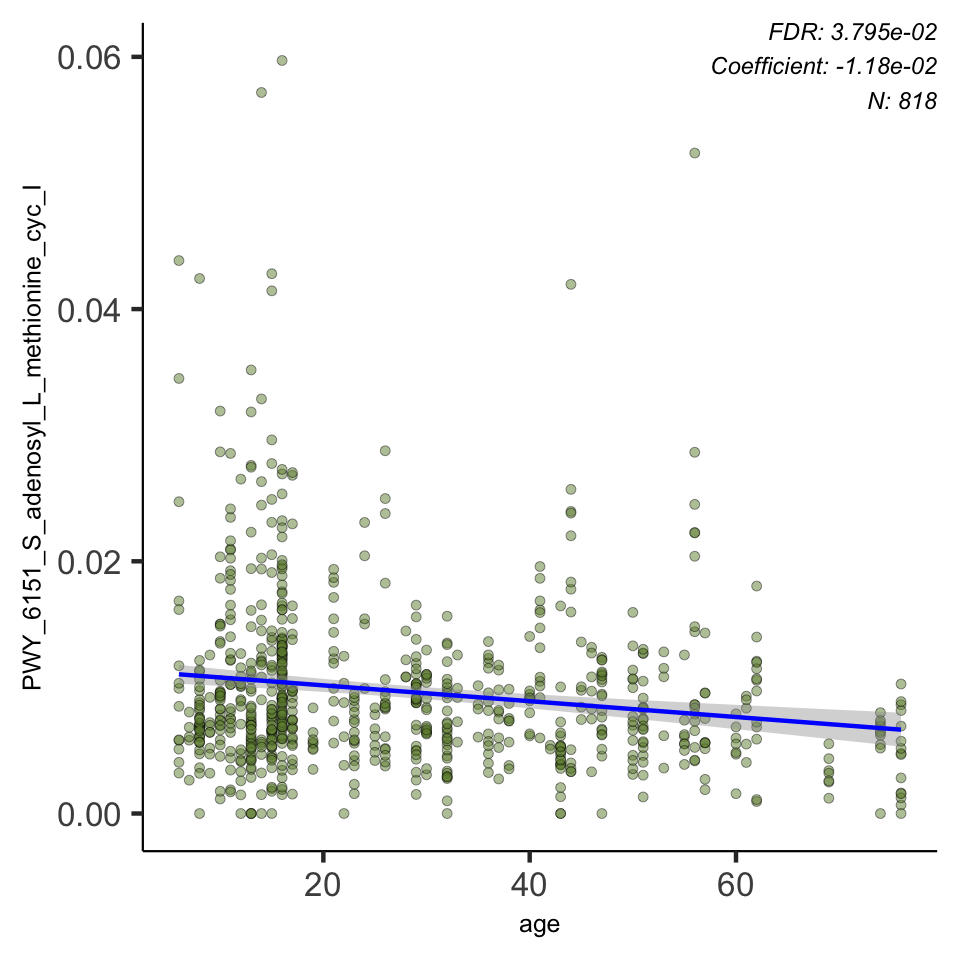 FDR: 3.795e-02
Coefficient: -1.18e-02
N: 818
PWY_6151_S_adenosyl_L_methionine_cyc_I
0.06
0.04
0.02
0.00
20
40
60
age